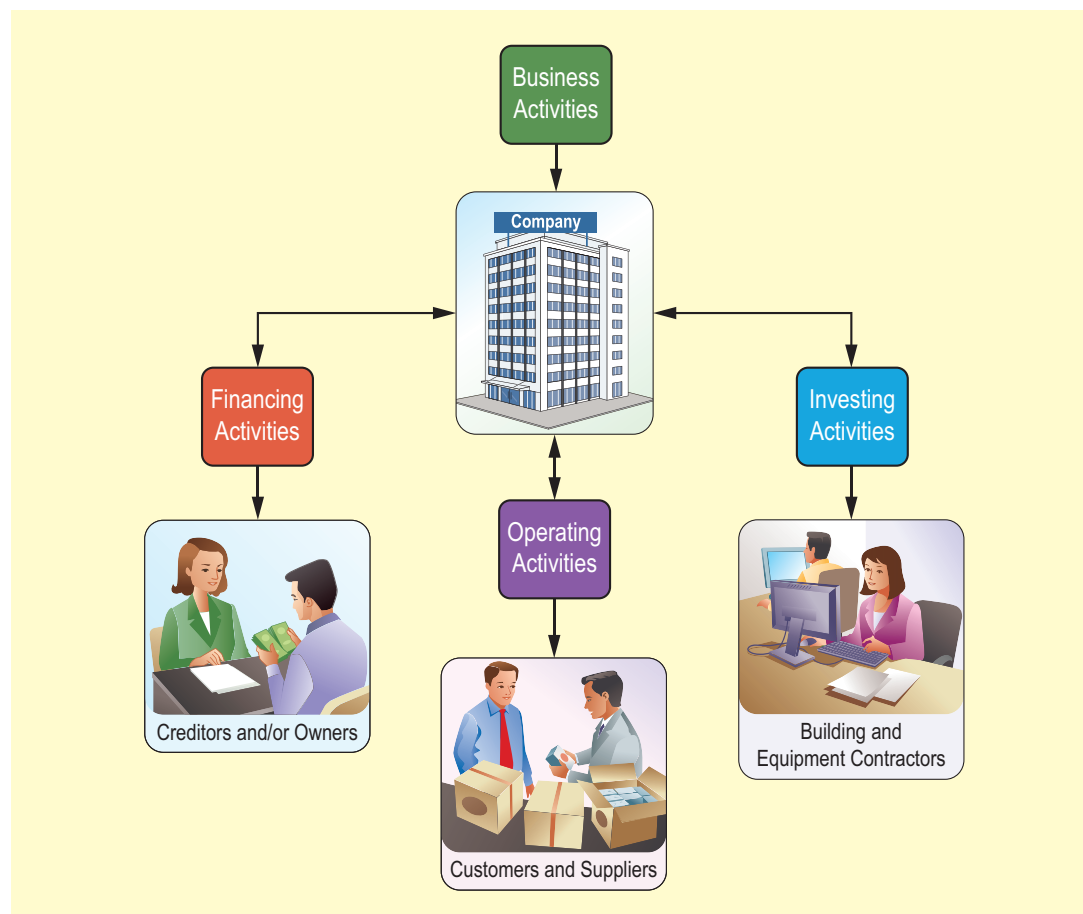 Business
Activities
Company
Financing
Activities
Investing
Activities
Operating
Activities
Creditors and/or Owners
Building and
Equipment Contractors
Customers and Suppliers